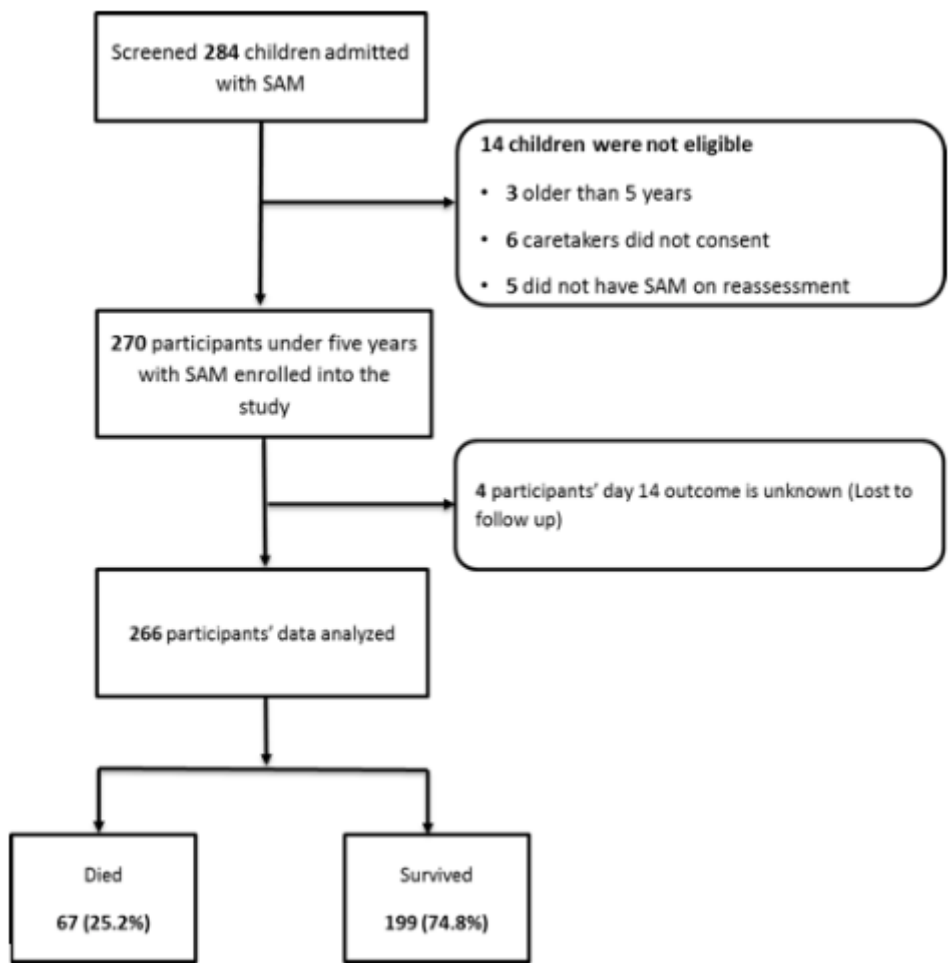 Screened 284 children admitted
with SAM
14 children were not eligible
• 3 older than 5 years
• 6 caretakers did not consent
• 5 did not have SAM on reassessment
270 participants under five years
with SAM enrolled into the
study
4 participants' day 14 outcome is unknown (Lost to
follow up)
266 participants' data analyzed
Died
67 (25.2%)
Survived
199 (74.8%)